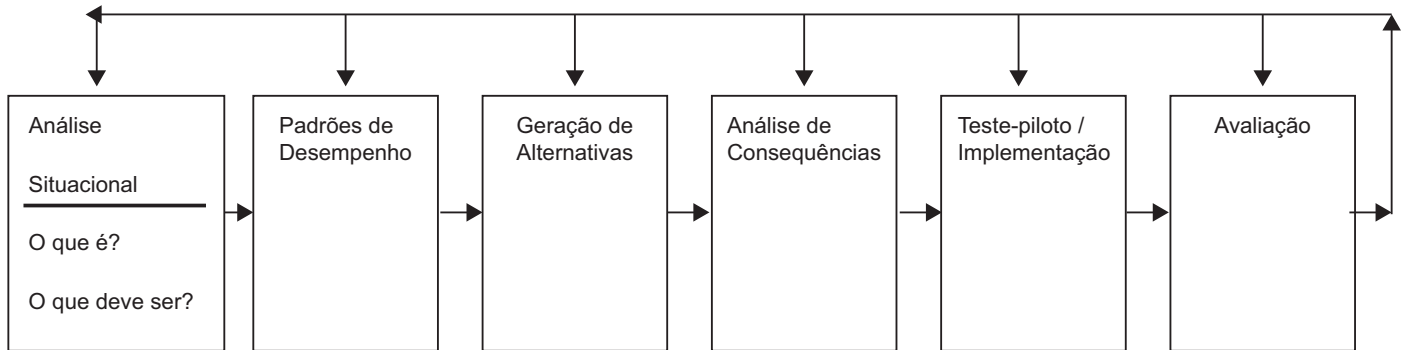 Análise
Situacional
O que é?
O que deve ser?
Padrões de
Desempenho
Geração de
Alternativas
Análise de
Consequências
Teste-piloto /
Implementação
Avaliação